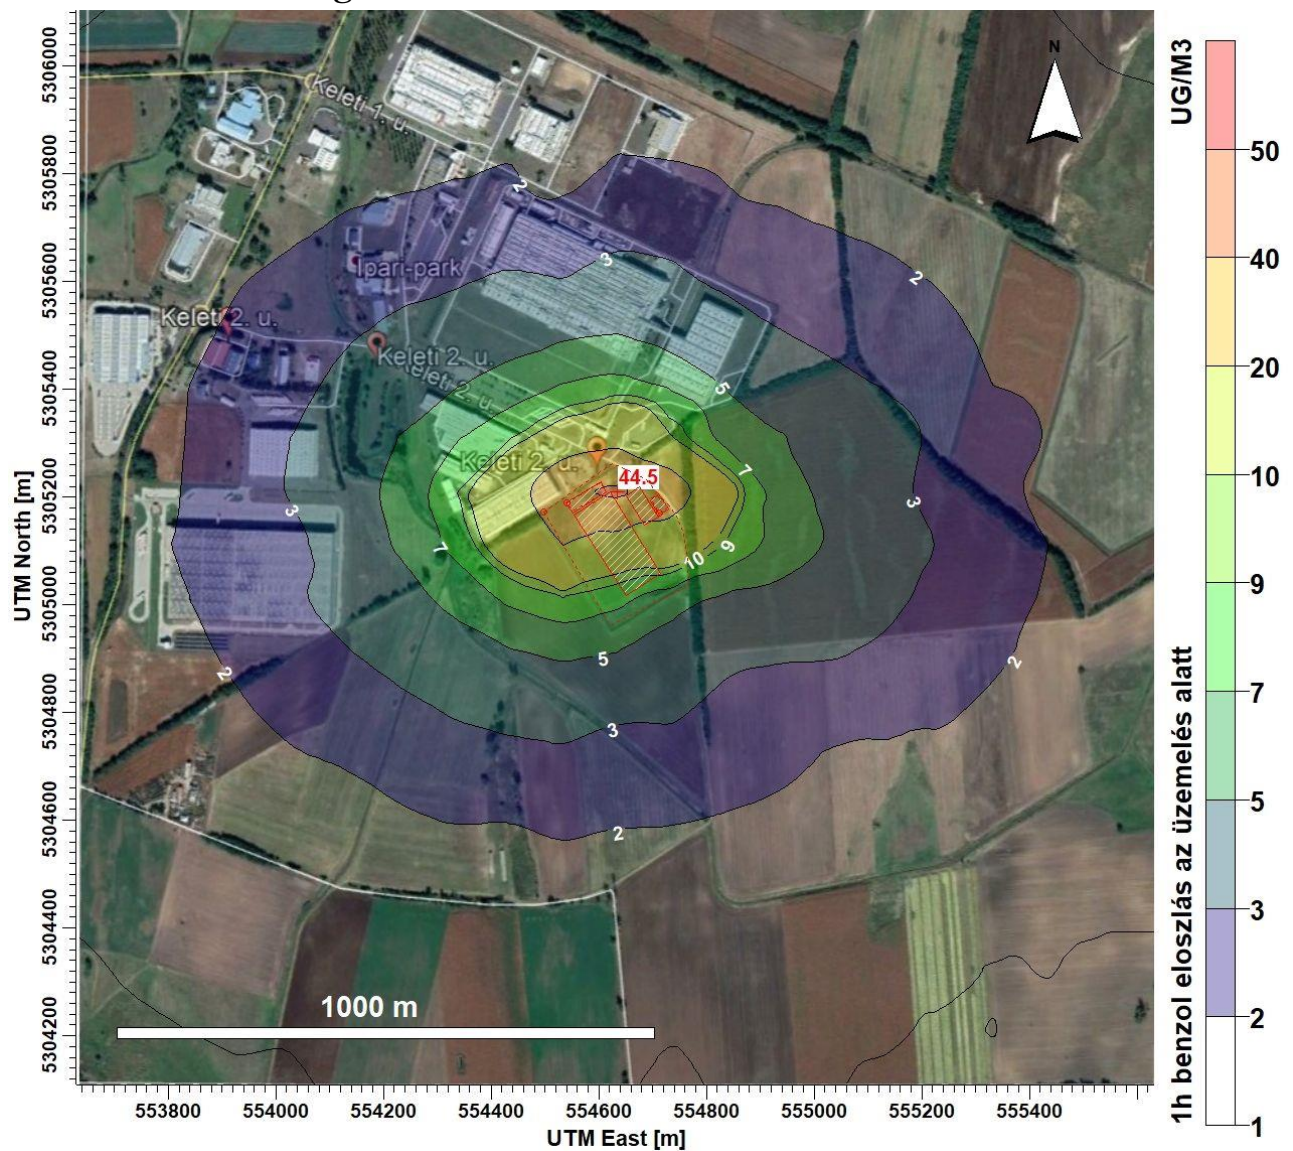 g
5306000
5305800
5305600
5305400
5305200
5305000
5304800
5304600
5304400
5304200
UTM North [m]
N
Keleti 1. u.
2
Ipari-park
3
2
Keleti 2. u.
Keleti 2. u.
Keleti 2. u.
5
Keleti 2. u.
44.5
7
3
3
7
10
9
5
2
2
3
2
1000 m
553800 554000 554200 554400 554600 554800 555000 555200 555400
UTM East [m]
UG/M3
50
40
20
10
9
7
5
3
2
1
1h benzol eloszlás az üzemelés alatt